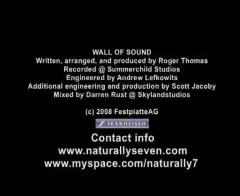 WALL OF SOUND
Written, arranged, and produced by Roger Thomas
Recorded @ Summerchild Studios
Engineered by Andrew Lefkowits
Additional engineering and production by Scott Jacoby
Mixed by Darren Rust @ Skylandstudios
(c) 2008 FestplatteAG
Contact info
www.naturallyseven.com
www.myspace.com/naturally7